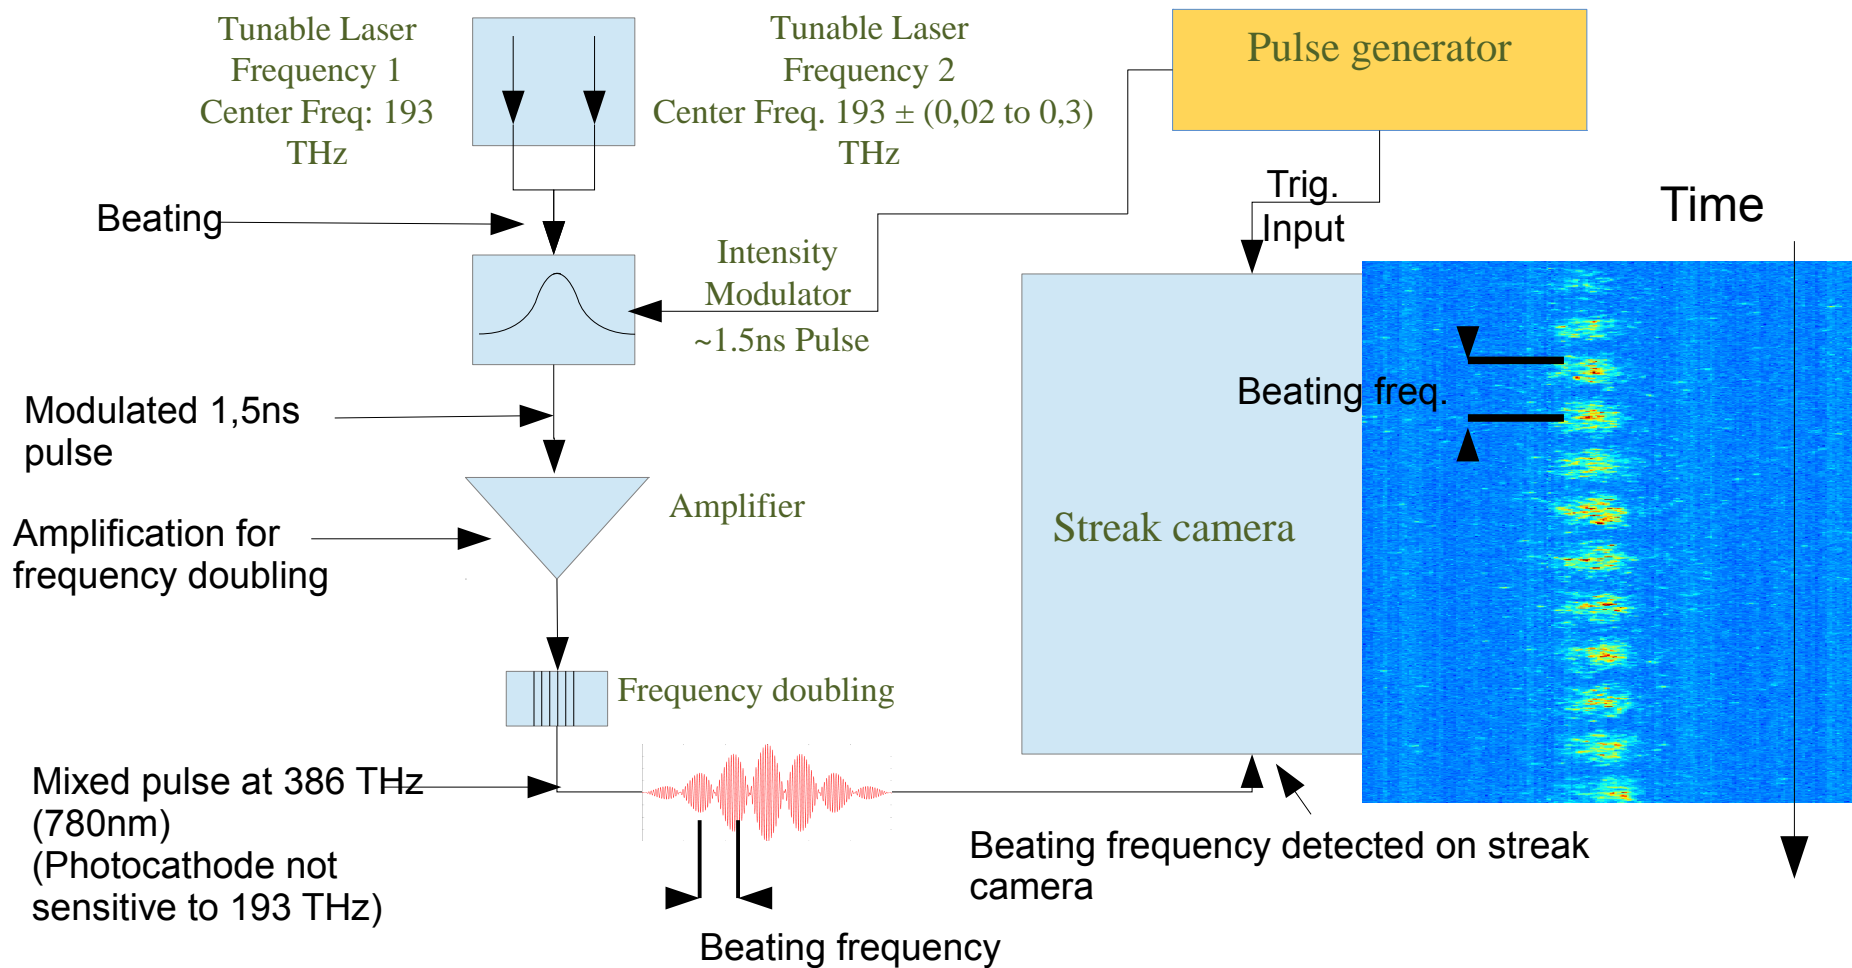 Tunable Laser
Frequency 1
Center Freq: 193
THz
Tunable Laser
Frequency 2
Center Freq. 193 ± (0,02 to 0,3)
THz
Pulse generator
Trig.
Input
Time
Beating
Intensity
Modulator
~1.5ns Pulse
Beating freq.
Modulated 1,5ns
pulse
Amplifier
Streak camera
Amplification for
frequency doubling
Frequency doubling
Mixed pulse at 386 THz
(780nm)
(Photocathode not
sensitive to 193 THz)
Beating frequency detected on streak
camera
Beating frequency